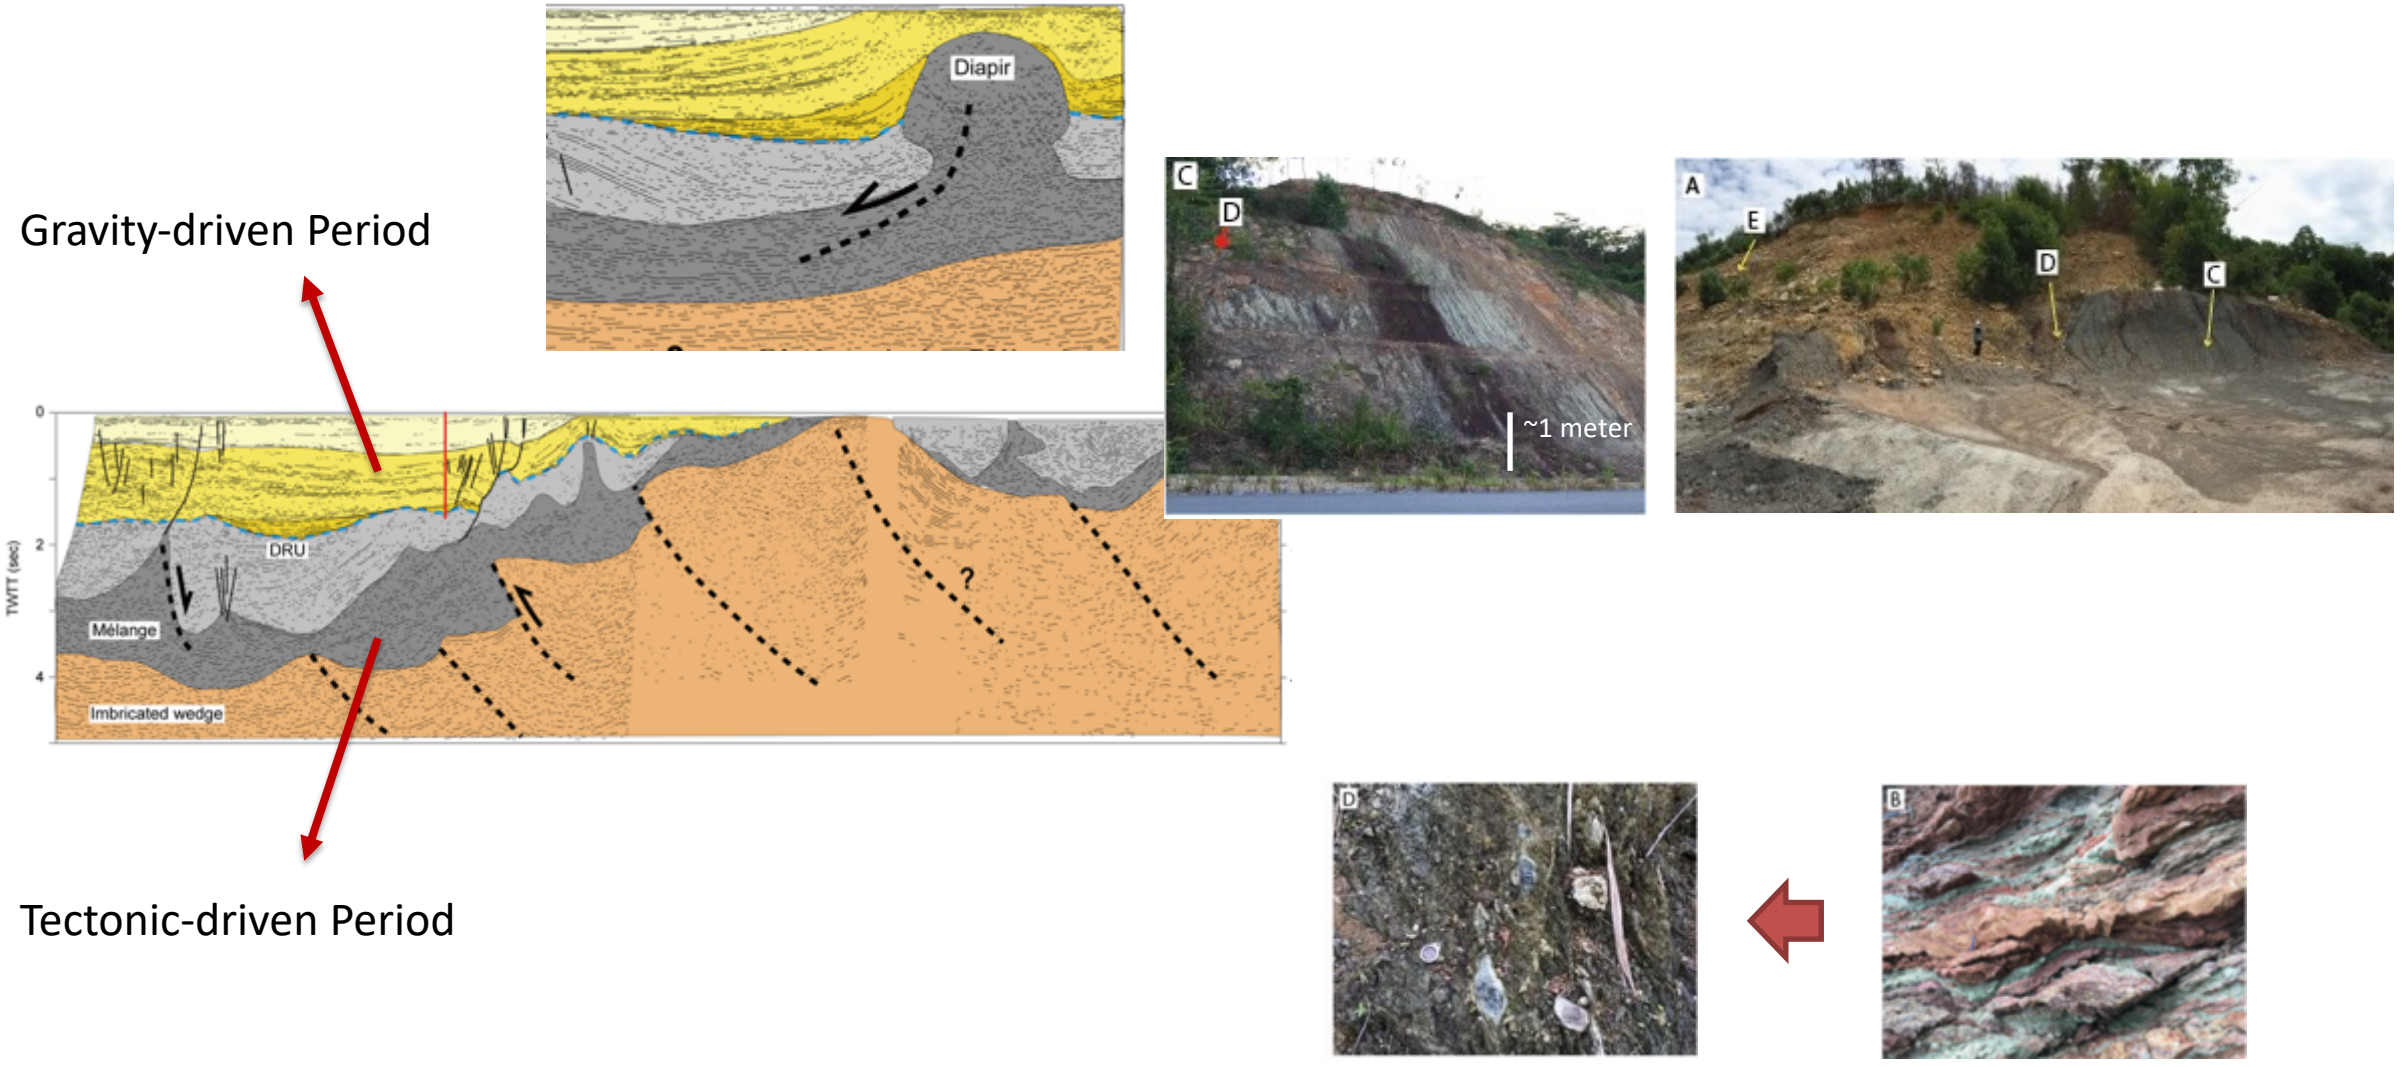 Diapir
Gravity-driven Period
C
D
~1 meter
A
E
D
C
0
2
4
TWTT (sec)
DRU
?
Mélange
Imbricated wedge
Tectonic-driven Period
D
B